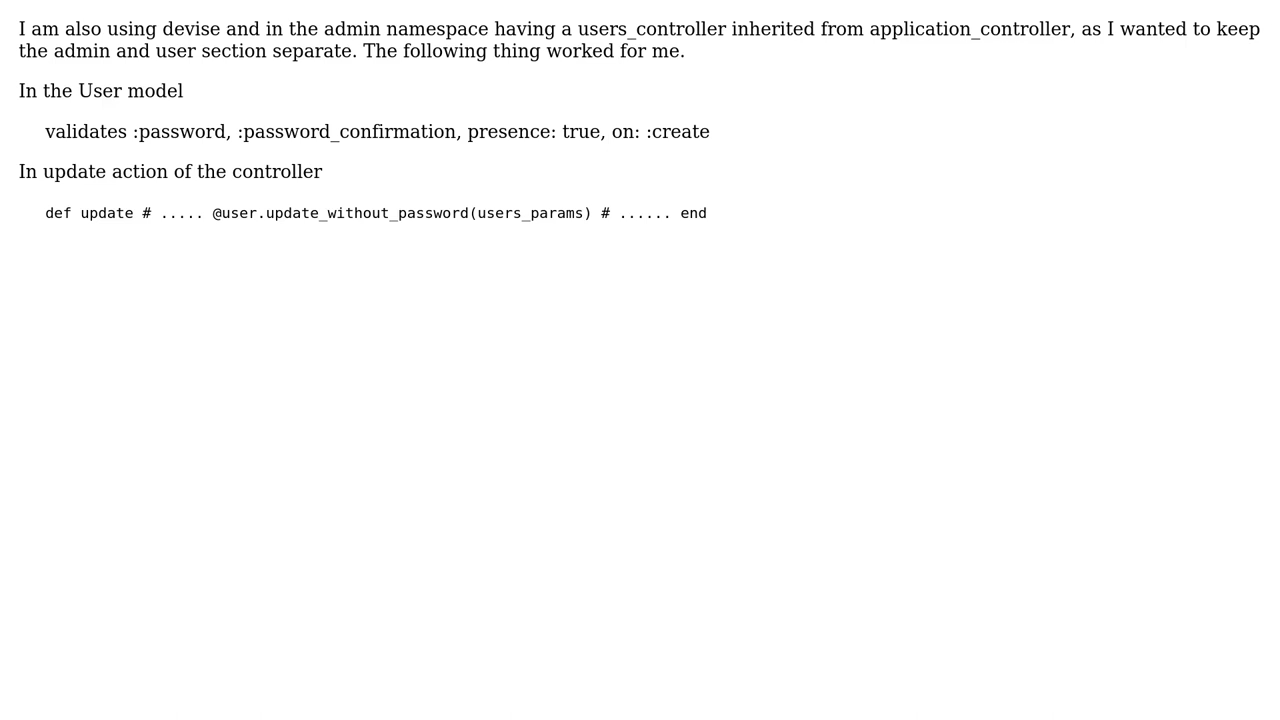 I am also using devise and in the admin namespace having a users_controller inherited from application_controller, as I wanted to keep
the admin and user section separate. The following thing worked for me.
In the User model
validates :password, :password_confirmation, presence: true, on: :create
In update action of the controller
def update # ..... @user.update_without_password(users_params) # ...... end